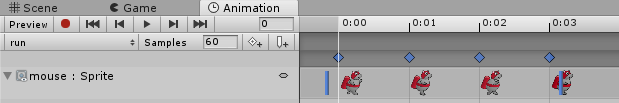 Scene Game Animation
Preview 0 0:00 0:01 0:02 0:03
run Samples 60
mouse : Sprite